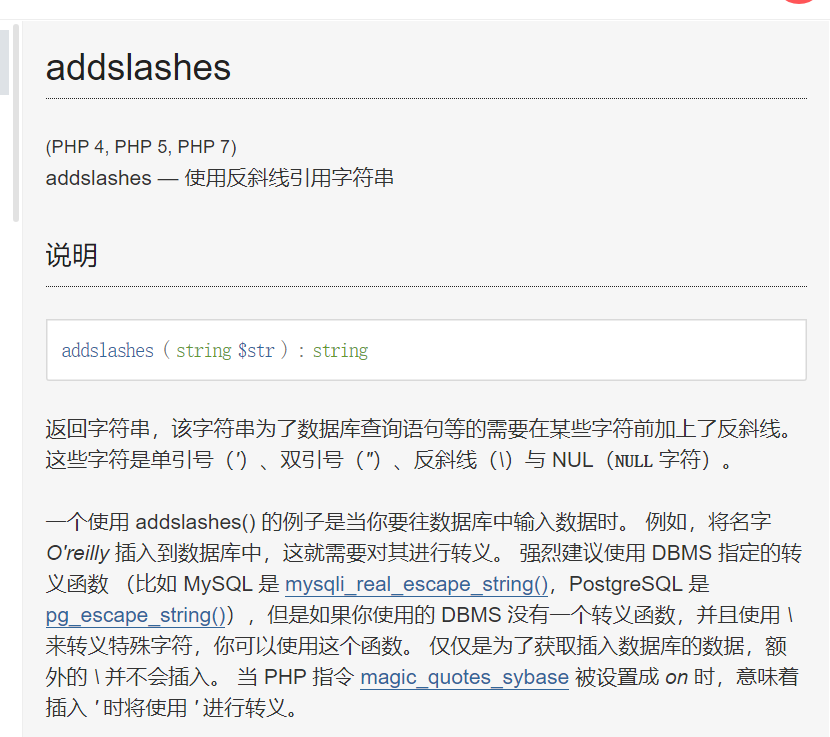 addslashes
(PHP 4, PHP 5, PHP 7)
addslashes — 使用反斜线引用字符串
说明
addslashes ( string $str ) : string
返回字符串，该字符串为了数据库查询语句等的需要在某些字符前加上了反斜线。
这些字符是单引号（'）、双引号（"）、反斜线（\）与 NUL（NULL 字符）。
一个使用 addslashes() 的例子是当你要往数据库中输入数据时。 例如，将名字
O'reilly 插入到数据库中，这就需要对其进行转义。 强烈建议使用 DBMS 指定的转
义函数 （比如 MySQL 是 mysqli_real_escape_string()，PostgreSQL 是
pg_escape_string()），但是如果你使用的 DBMS 没有一个转义函数，并且使用 \
来转义特殊字符，你可以使用这个函数。 仅仅是为了获取插入数据库的数据，额
外的 \ 并不会插入。 当 PHP 指令 magic_quotes_sybase 被设置成 on 时，意味着
插入 ' 时将使用 ' 进行转义。